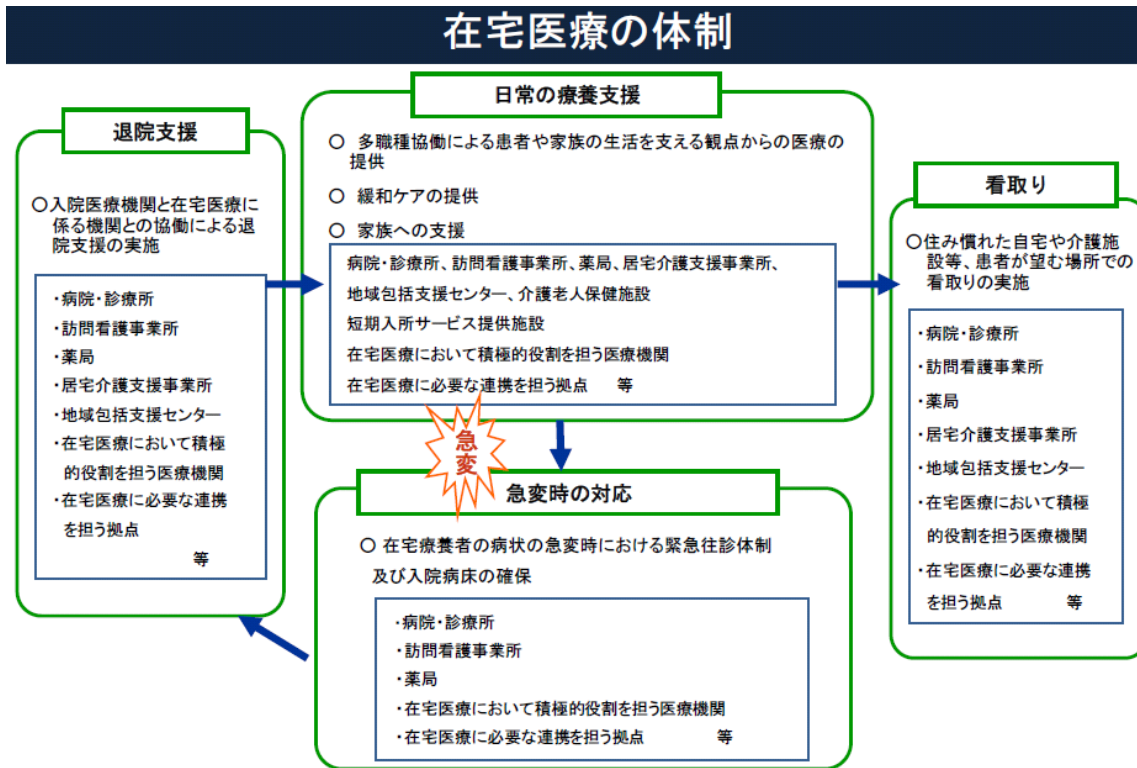 在宅医療の体制
退院支援
○入院医療機関と在宅医療に
係る機関との協働による退
院支援の実施
・病院・診療所
・訪問看護事業所
・薬局
・居宅介護支援事業所
・地域包括支援センター
・在宅医療において積極
的役割を担う医療機関
・在宅医療に必要な連携
を担う拠点
等
日常の療養支援
○ 多職種協働による患者や家族の生活を支える観点からの医療の
提供
○ 緩和ケアの提供
○ 家族への支援
病院・診療所、訪問看護事業所、薬局、居宅介護支援事業所、
地域包括支援センター、介護老人保健施設
短期入所サービス提供施設
在宅医療において積極的役割を担う医療機関
在宅医療に必要な連携を担う拠点 等
急
変
急変時の対応
○ 在宅療養者の病状の急変時における緊急往診体制
及び入院病床の確保
・病院・診療所
・訪問看護事業所
・薬局
・在宅医療において積極的役割を担う医療機関
・在宅医療に必要な連携を担う拠点 等
看取り
○住み慣れた自宅や介護施
設等、患者が望む場所での
看取りの実施
・病院・診療所
・訪問看護事業所
・薬局
・居宅介護支援事業所
・地域包括支援センター
・在宅医療において積極
的役割を担う医療機関
・在宅医療に必要な連携
を担う拠点 等